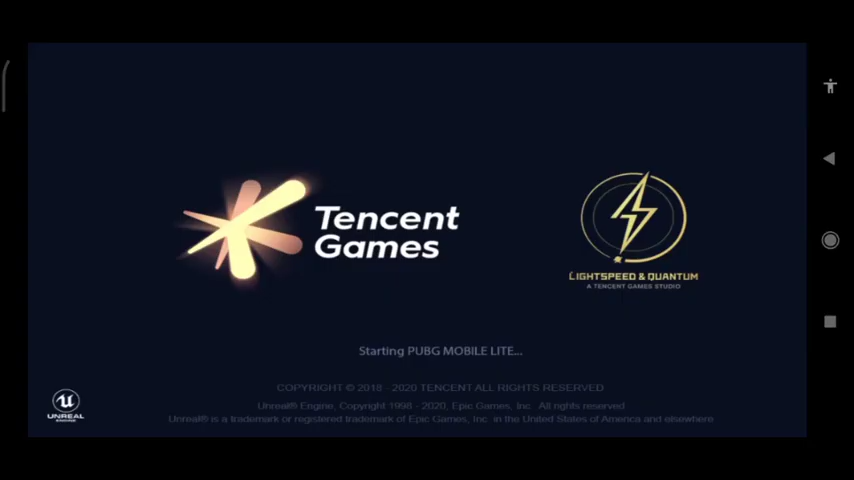 Tencent
Games
LIGHTSPEED & QUANTUM
A TENCENT GAMES STUDIO
Starting PUBG MOBILE LITE...
COPYRIGHT © 2018 - 2020 TENCENT ALL RIGHTS RESERVED
Unreal® Engine, Copyright 1998 - 2020, Epic Games, Inc. All rights reserved
Unreal® is a trademark or registered trademark of Epic Games, Inc. in the United States of America and elsewhere
UNREAL
ENGINE